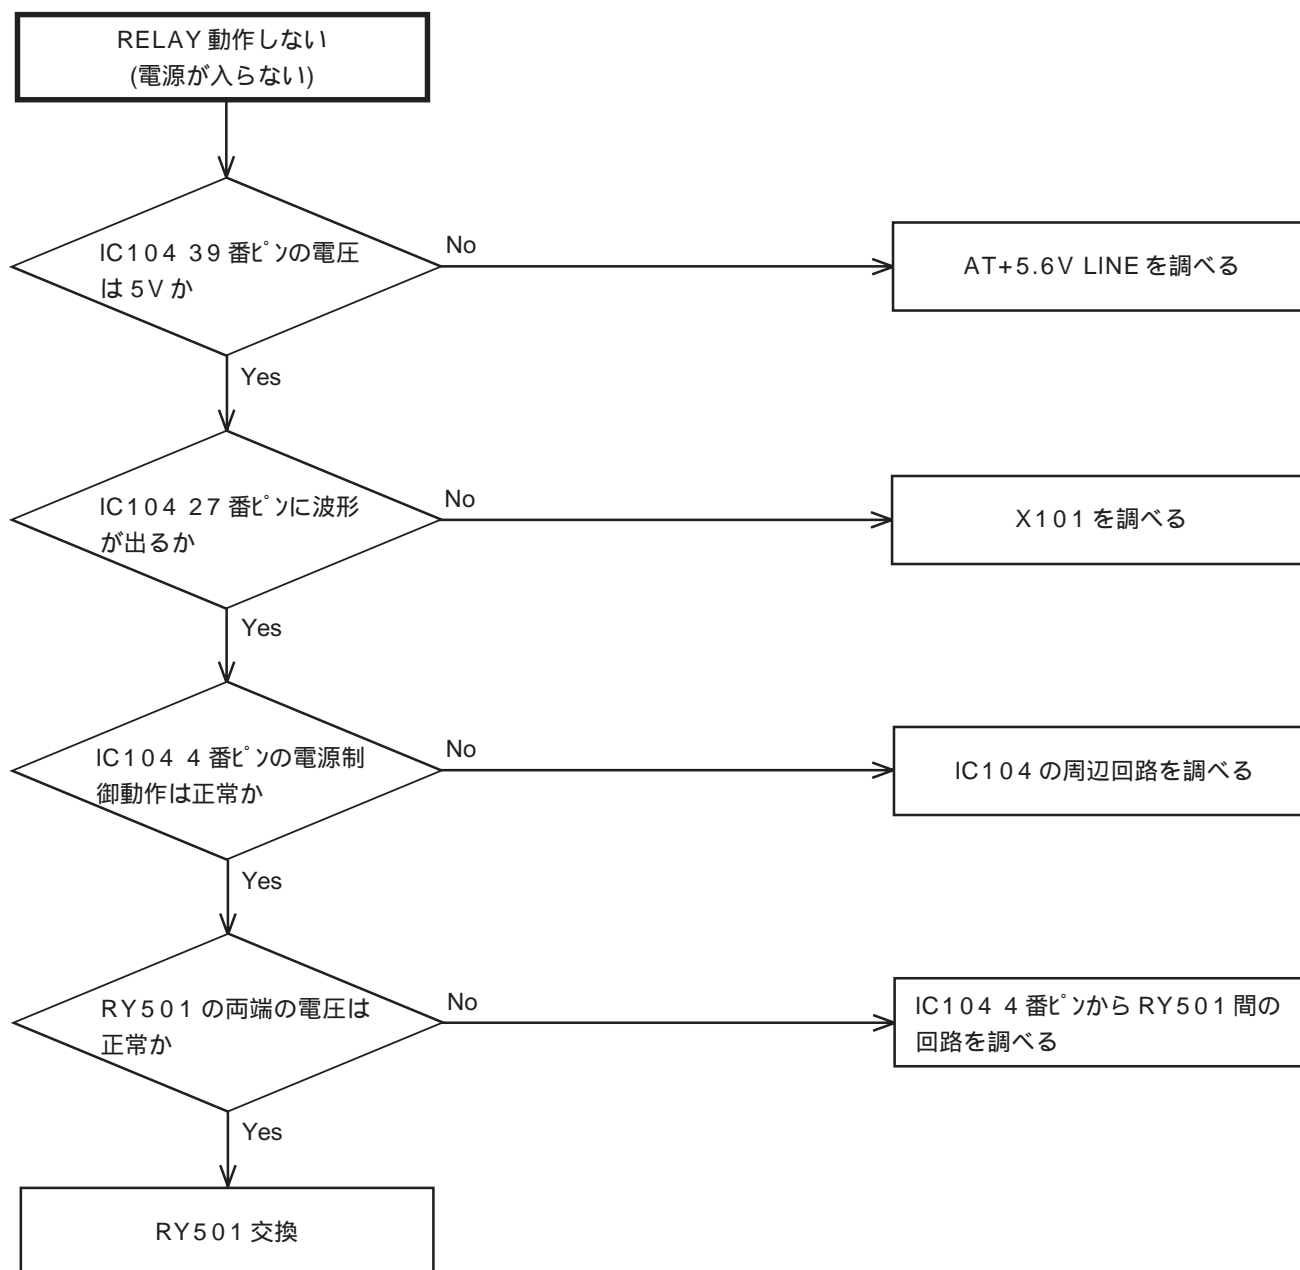 RELAY 動作しない
(電源が入らない)
IC104 39 番ﾋﾟﾝの電圧
は 5V か
No
AT+5.6V LINE を調べる
Yes
IC104 27 番ﾋﾟﾝに波形
が出るか
No
X101 を調べる
Yes
IC104 4 番ﾋﾟﾝの電源制
御動作は正常か
No
IC104 の周辺回路を調べる
Yes
RY501 の両端の電圧は
正常か
No
IC104 4 番ﾋﾟﾝから RY501 間の
回路を調べる
Yes
RY501 交換